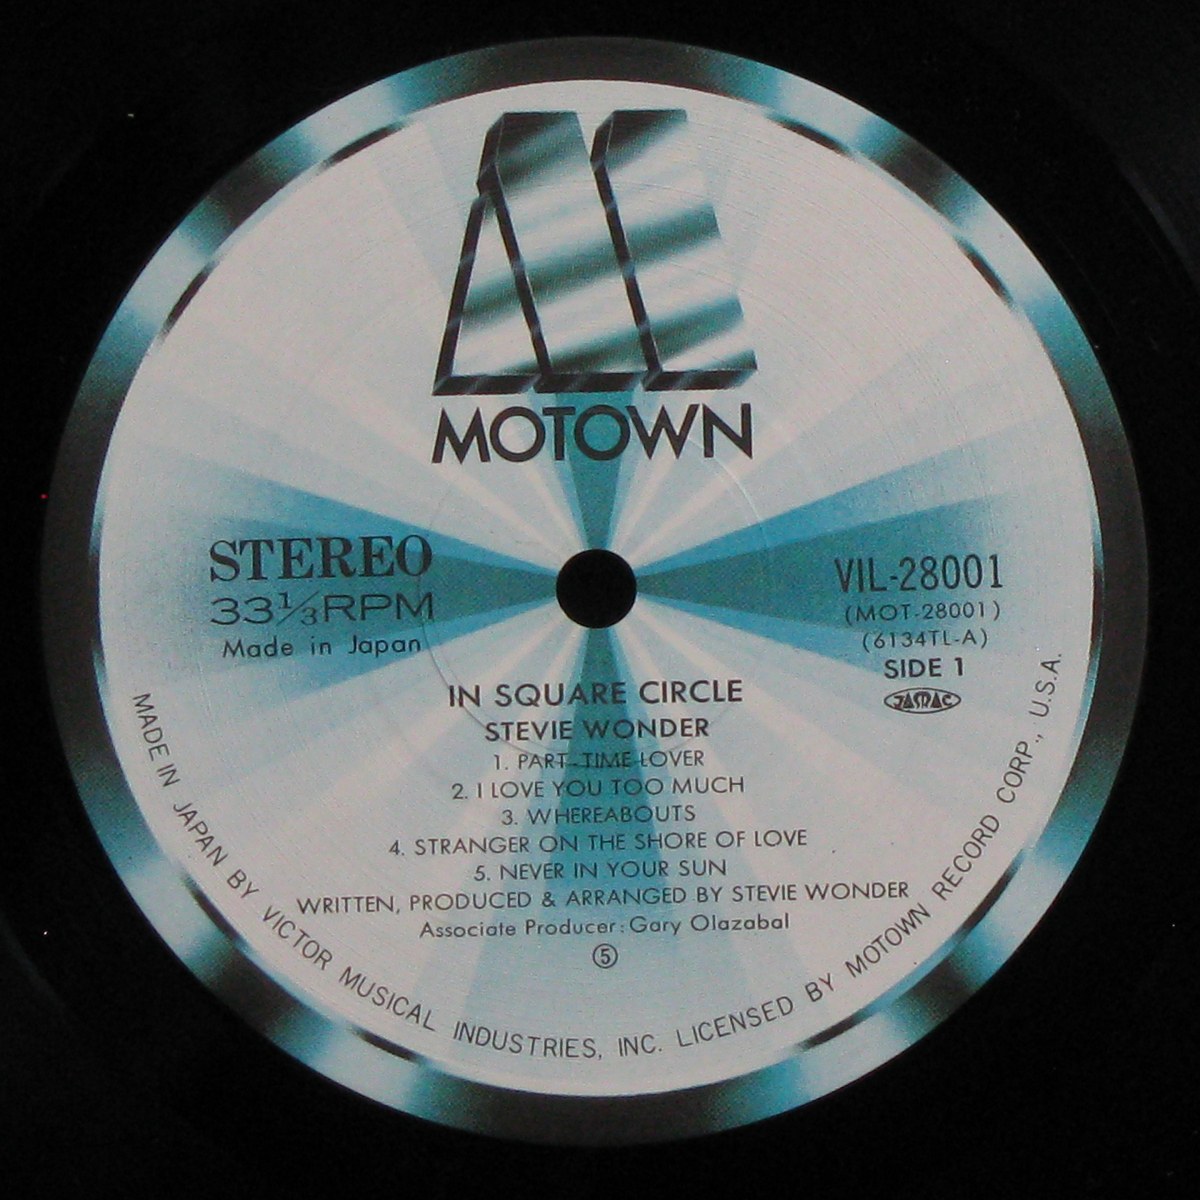 MOTOWN
STEREO
33⅓RPM
Made in Japan
VIL-28001
(MOT-28001)
(6134TL-A)
SIDE 1
JASRAC
IN SQUARE CIRCLE
STEVIE WONDER
1. PART-TIME LOVER
2. I LOVE YOU TOO MUCH
3. WHEREABOUTS
4. STRANGER ON THE SHORE OF LOVE
5. NEVER IN YOUR SUN
WRITTEN, PRODUCED & ARRANGED BY STEVIE WONDER
Associate Producer: Gary Olazabal
⑤
MADE IN JAPAN BY VICTOR MUSICAL INDUSTRIES, INC. LICENSED BY MOTOWN RECORD CORP., U.S.A.